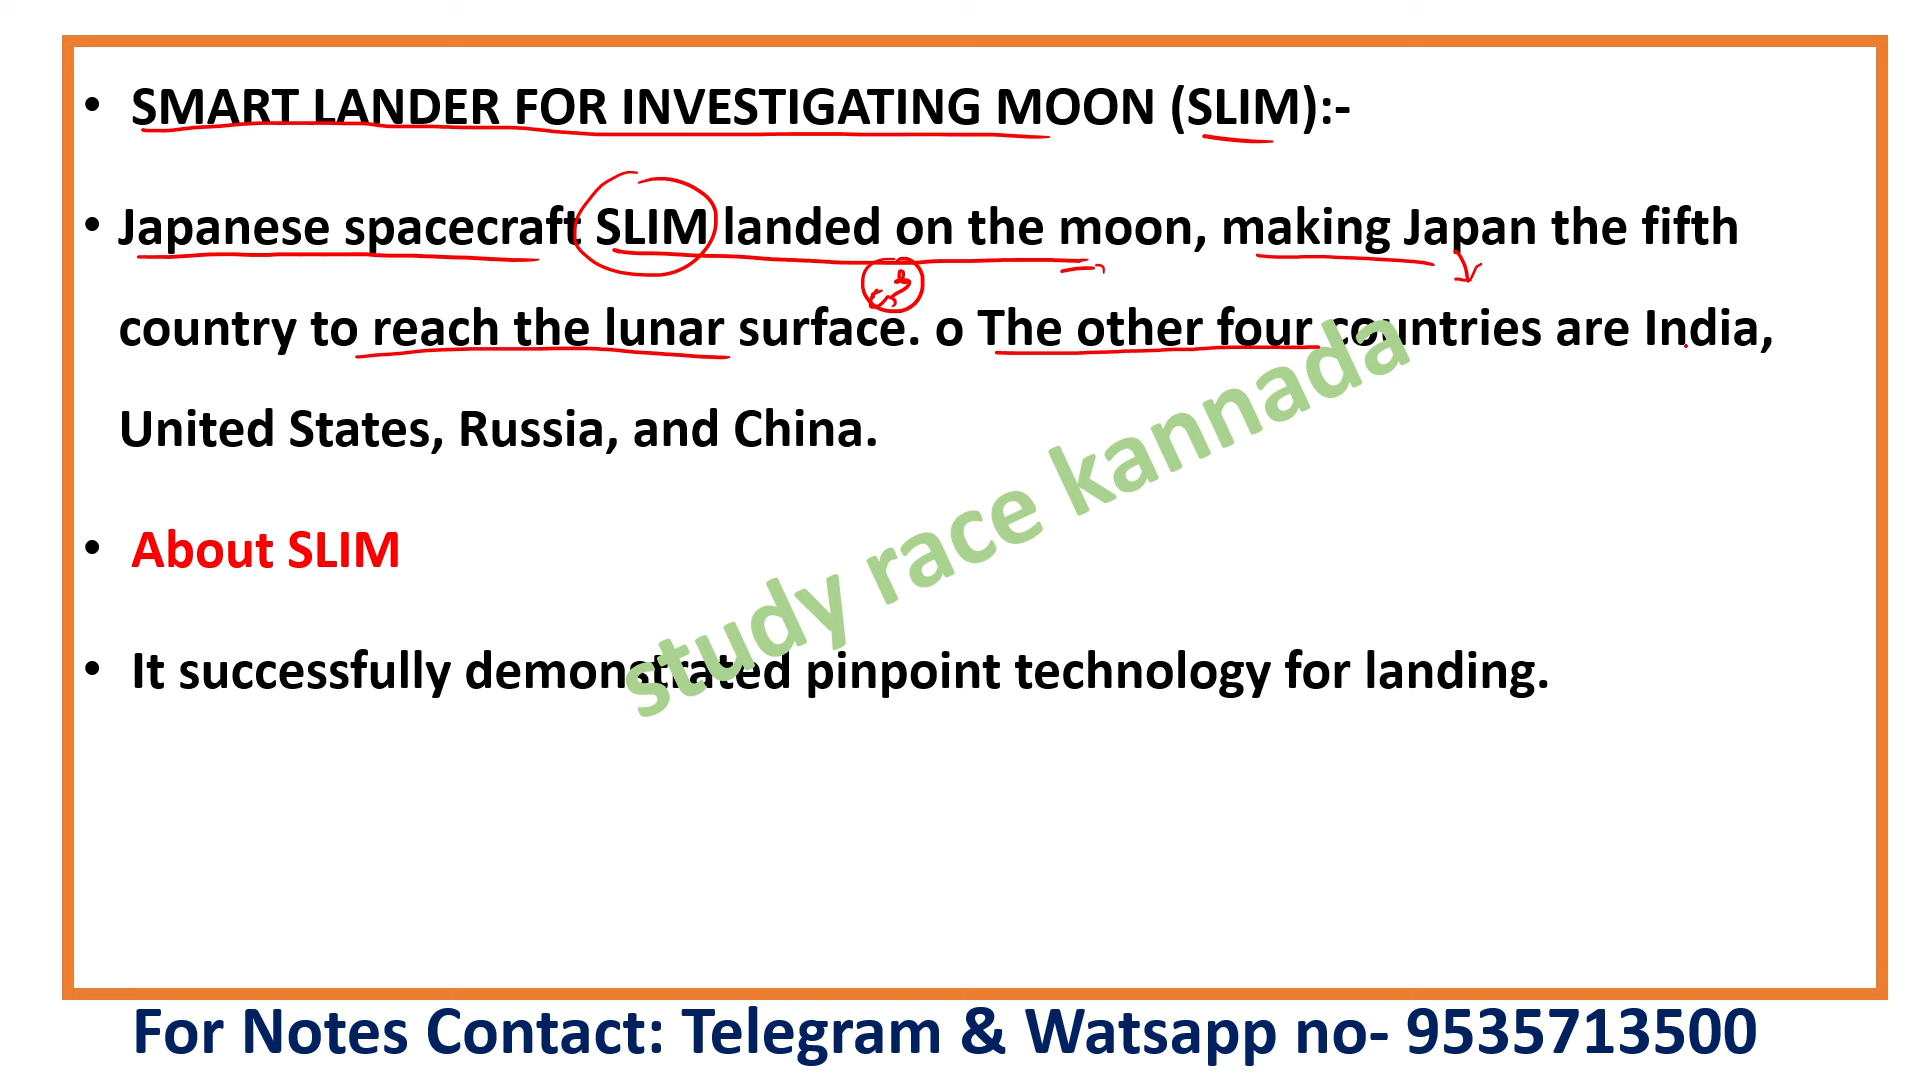 • SMART LANDER FOR INVESTIGATING MOON (SLIM):-
• Japanese spacecraft SLIM landed on the moon, making Japan the fifth
country to reach the lunar surface. o The other four countries are India,
United States, Russia, and China.
• About SLIM
• It successfully demonstrated pinpoint technology for landing.
study race kannada
For Notes Contact: Telegram & Watsapp no- 9535713500